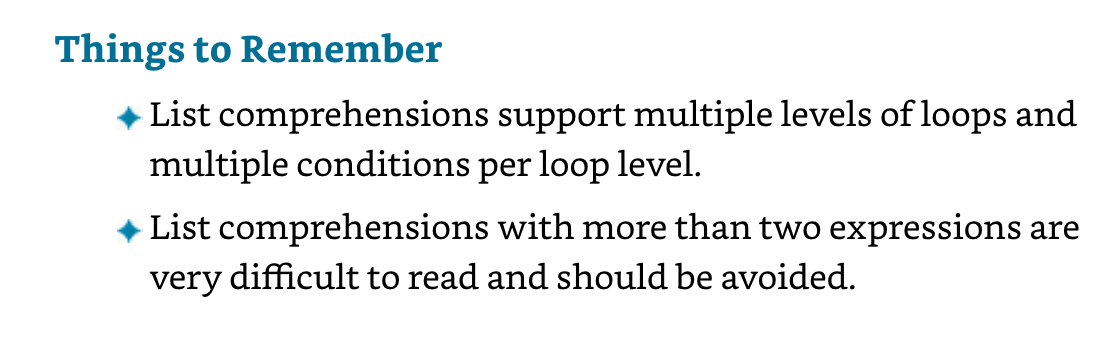 Things to Remember
✦ List comprehensions support multiple levels of loops and
multiple conditions per loop level.
✦ List comprehensions with more than two expressions are
very difficult to read and should be avoided.